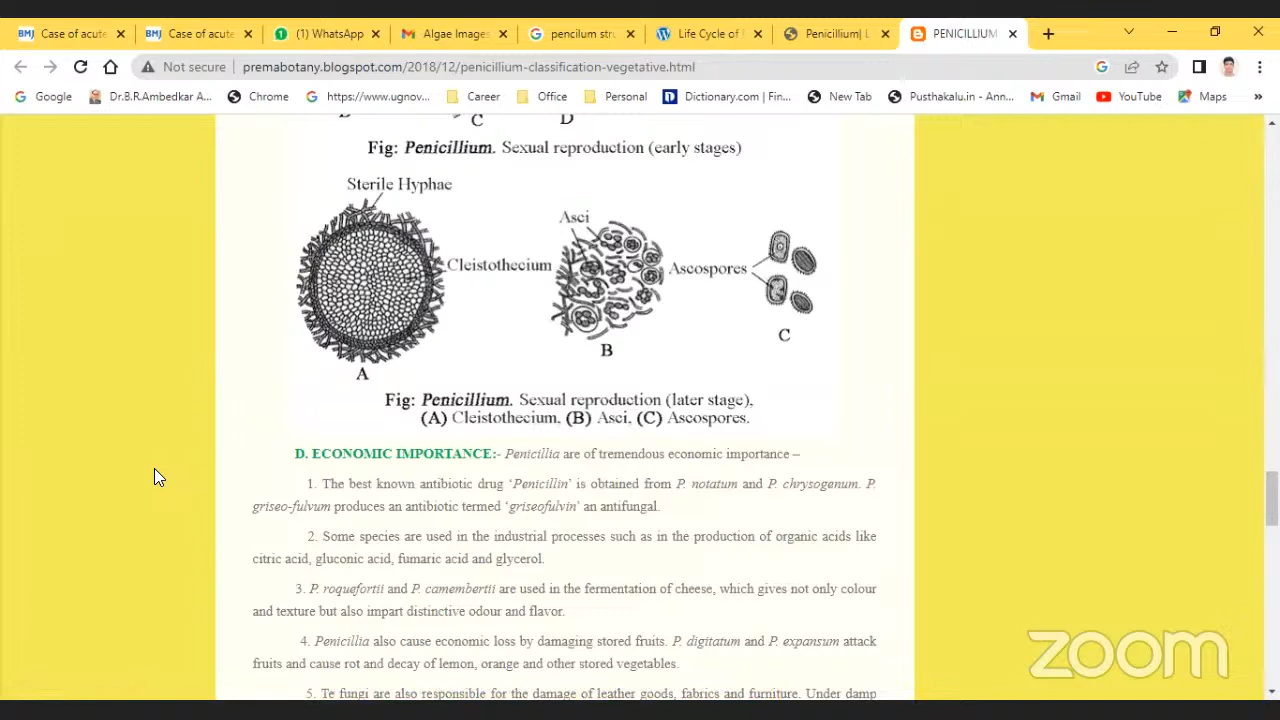 BMJ Case of acute
BMJ Case of acute
1 (1) WhatsApp
Algae Images
pencilum stru
Life Cycle of
Penicillium| L
PENICILLIUM
Not secure premabotany.blogspot.com/2018/12/penicillium-classification-vegetative.html
Google
Dr.B.R.Ambedkar A...
Chrome
https://www.ugnov...
Career
Office
Personal
Dictionary.com | Fin...
New Tab
Pusthakalu.in - Ann...
Gmail
YouTube
Maps
»
C D
Fig: Penicillium. Sexual reproduction (early stages)
Sterile Hyphae
Asci
Cleistothecium
Ascospores
A
B
C
Fig: Penicillium. Sexual reproduction (later stage),
(A) Cleistothecium, (B) Asci, (C) Ascospores.
D. ECONOMIC IMPORTANCE:- Penicillia are of tremendous economic importance –
1. The best known antibiotic drug ‘Penicillin’ is obtained from P. notatum and P. chrysogenum. P.
griseo-fulvum produces an antibiotic termed ‘griseofulvin’ an antifungal.
2. Some species are used in the industrial processes such as in the production of organic acids like
citric acid, gluconic acid, fumaric acid and glycerol.
3. P. roquefortii and P. camembertii are used in the fermentation of cheese, which gives not only colour
and texture but also impart distinctive odour and flavor.
4. Penicillia also cause economic loss by damaging stored fruits. P. digitatum and P. expansum attack
fruits and cause rot and decay of lemon, orange and other stored vegetables.
5. Te fungi are also responsible for the damage of leather goods, fabrics and furniture. Under damp
zoom